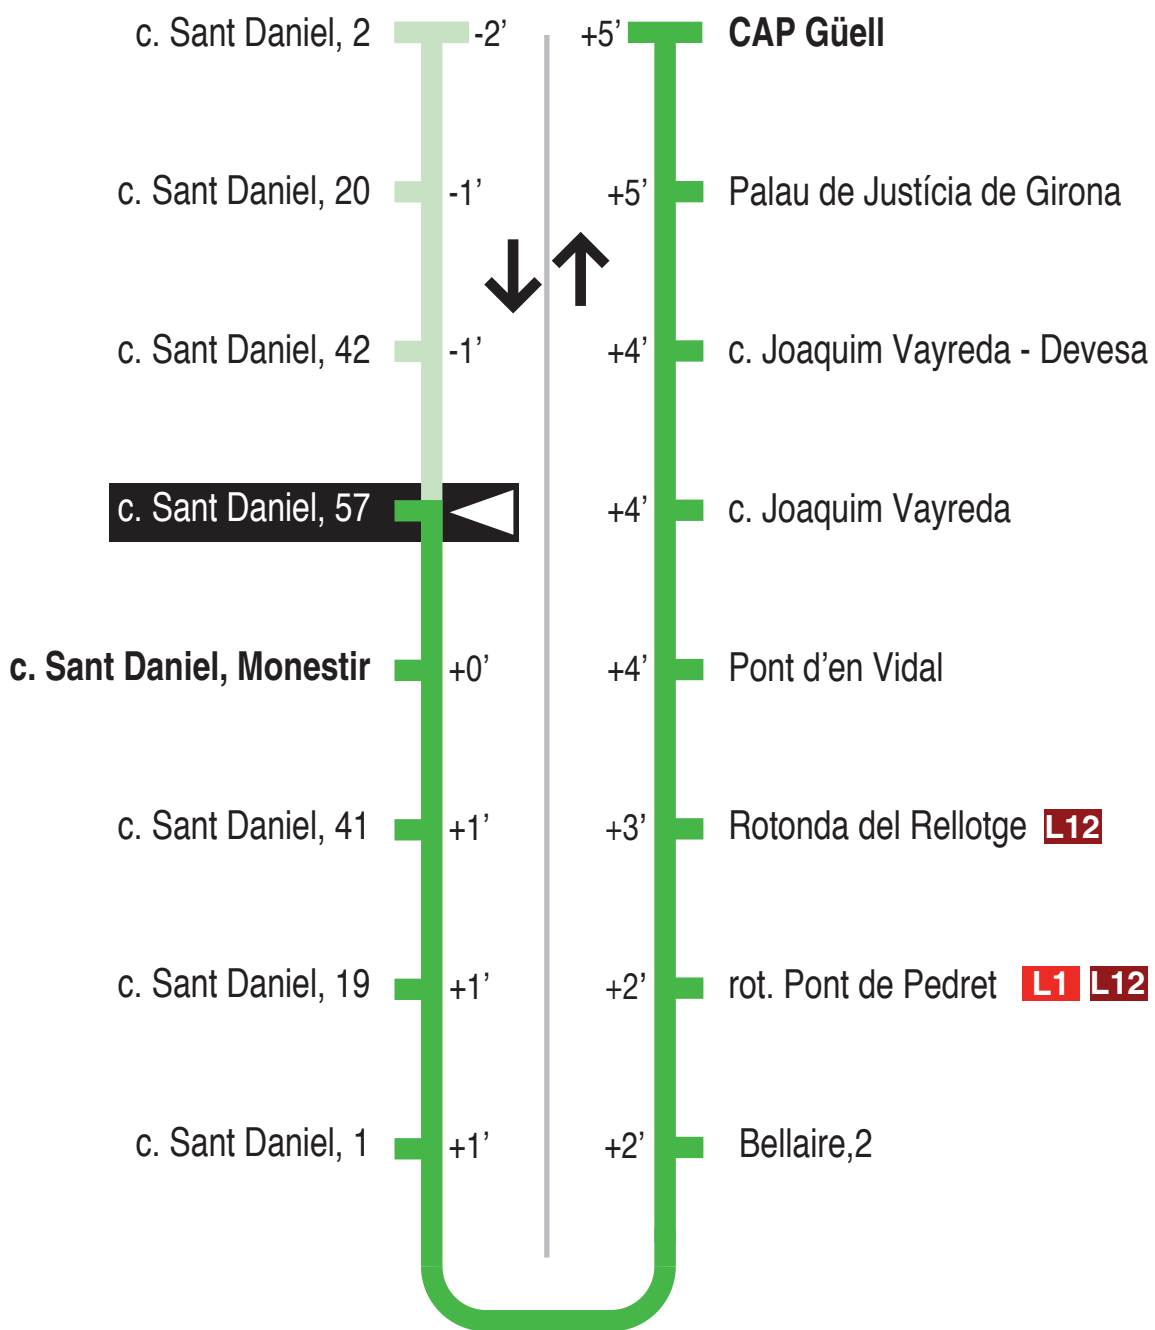 c. Sant Daniel, 2 -2’
c. Sant Daniel, 20 -1’
c. Sant Daniel, 42 -1’
c. Sant Daniel, 57
c. Sant Daniel, Monestir +0’
c. Sant Daniel, 41 +1’
c. Sant Daniel, 19 +1’
c. Sant Daniel, 1 +1’
+5’ CAP Güell
+5’ Palau de Justícia de Girona
+4’ c. Joaquim Vayreda - Devesa
+4’ c. Joaquim Vayreda
+4’ Pont d’en Vidal
+3’ Rotonda del Rellotge L12
+2’ rot. Pont de Pedret L1 L12
+2’ Bellaire,2